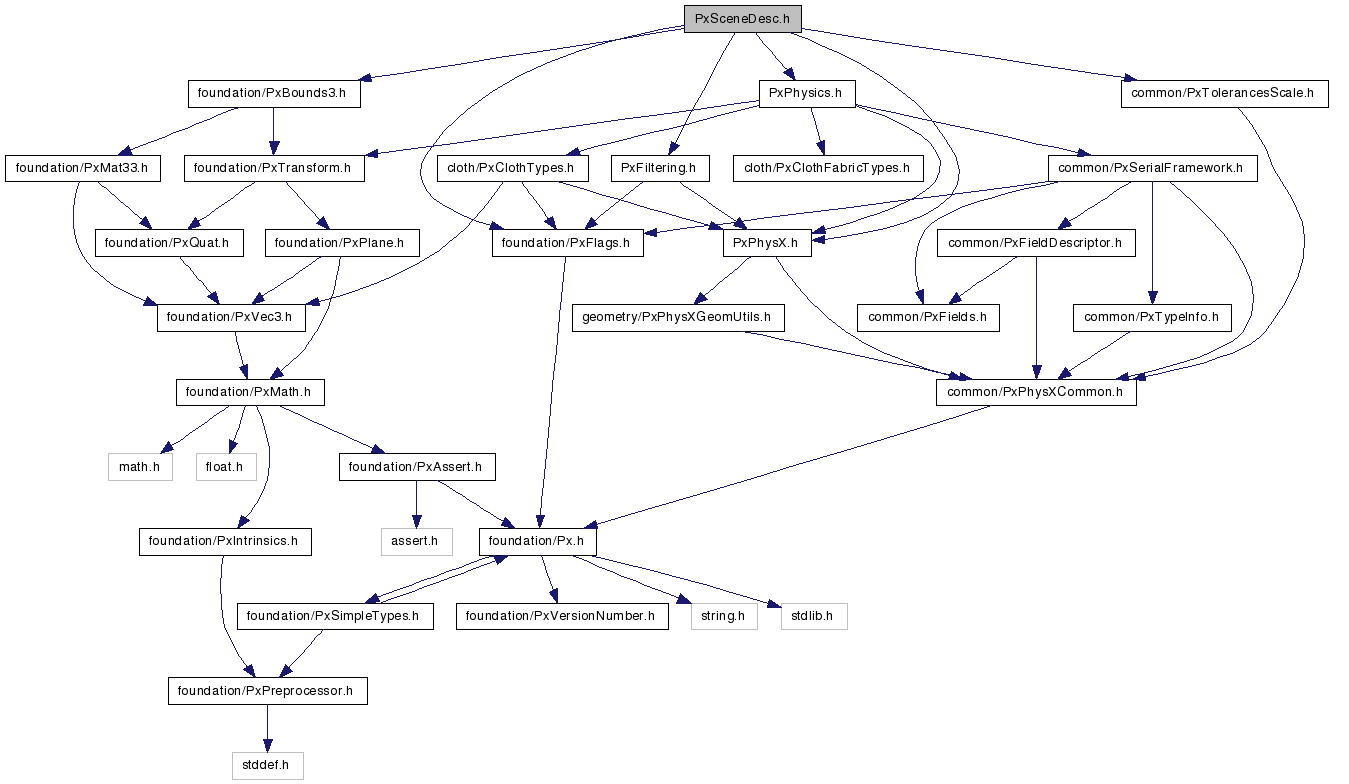 PxSceneDesc.h
foundation/PxBounds3.h
PxPhysics.h
common/PxTolerancesScale.h
foundation/PxMat33.h
foundation/PxTransform.h
cloth/PxClothTypes.h
PxFiltering.h
cloth/PxClothFabricTypes.h
common/PxSerialFramework.h
foundation/PxQuat.h
foundation/PxPlane.h
foundation/PxFlags.h
PxPhysX.h
common/PxFieldDescriptor.h
foundation/PxVec3.h
geometry/PxPhysXGeomUtils.h
common/PxFields.h
common/PxTypeInfo.h
foundation/PxMath.h
common/PxPhysXCommon.h
math.h
float.h
foundation/PxAssert.h
foundation/PxIntrinsics.h
assert.h
foundation/Px.h
foundation/PxSimpleTypes.h
foundation/PxVersionNumber.h
string.h
stdlib.h
foundation/PxPreprocessor.h
stddef.h